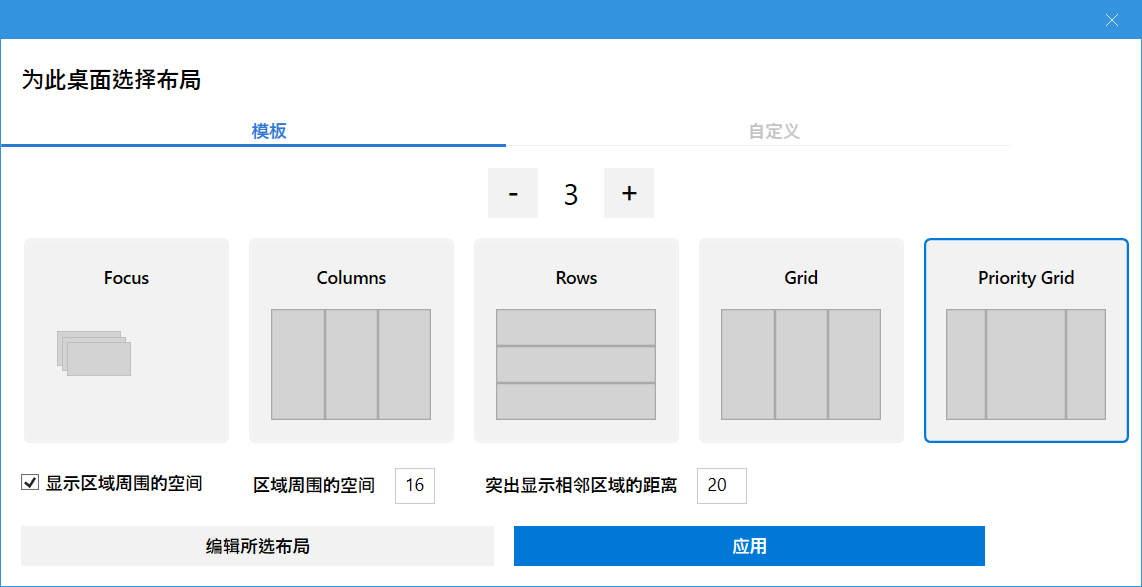 为此桌面选择布局
模板
自定义
- 3 +
Focus
Columns
Rows
Grid
Priority Grid
显示区域周围的空间
区域周围的空间 16
突出显示相邻区域的距离 20
编辑所选布局
应用